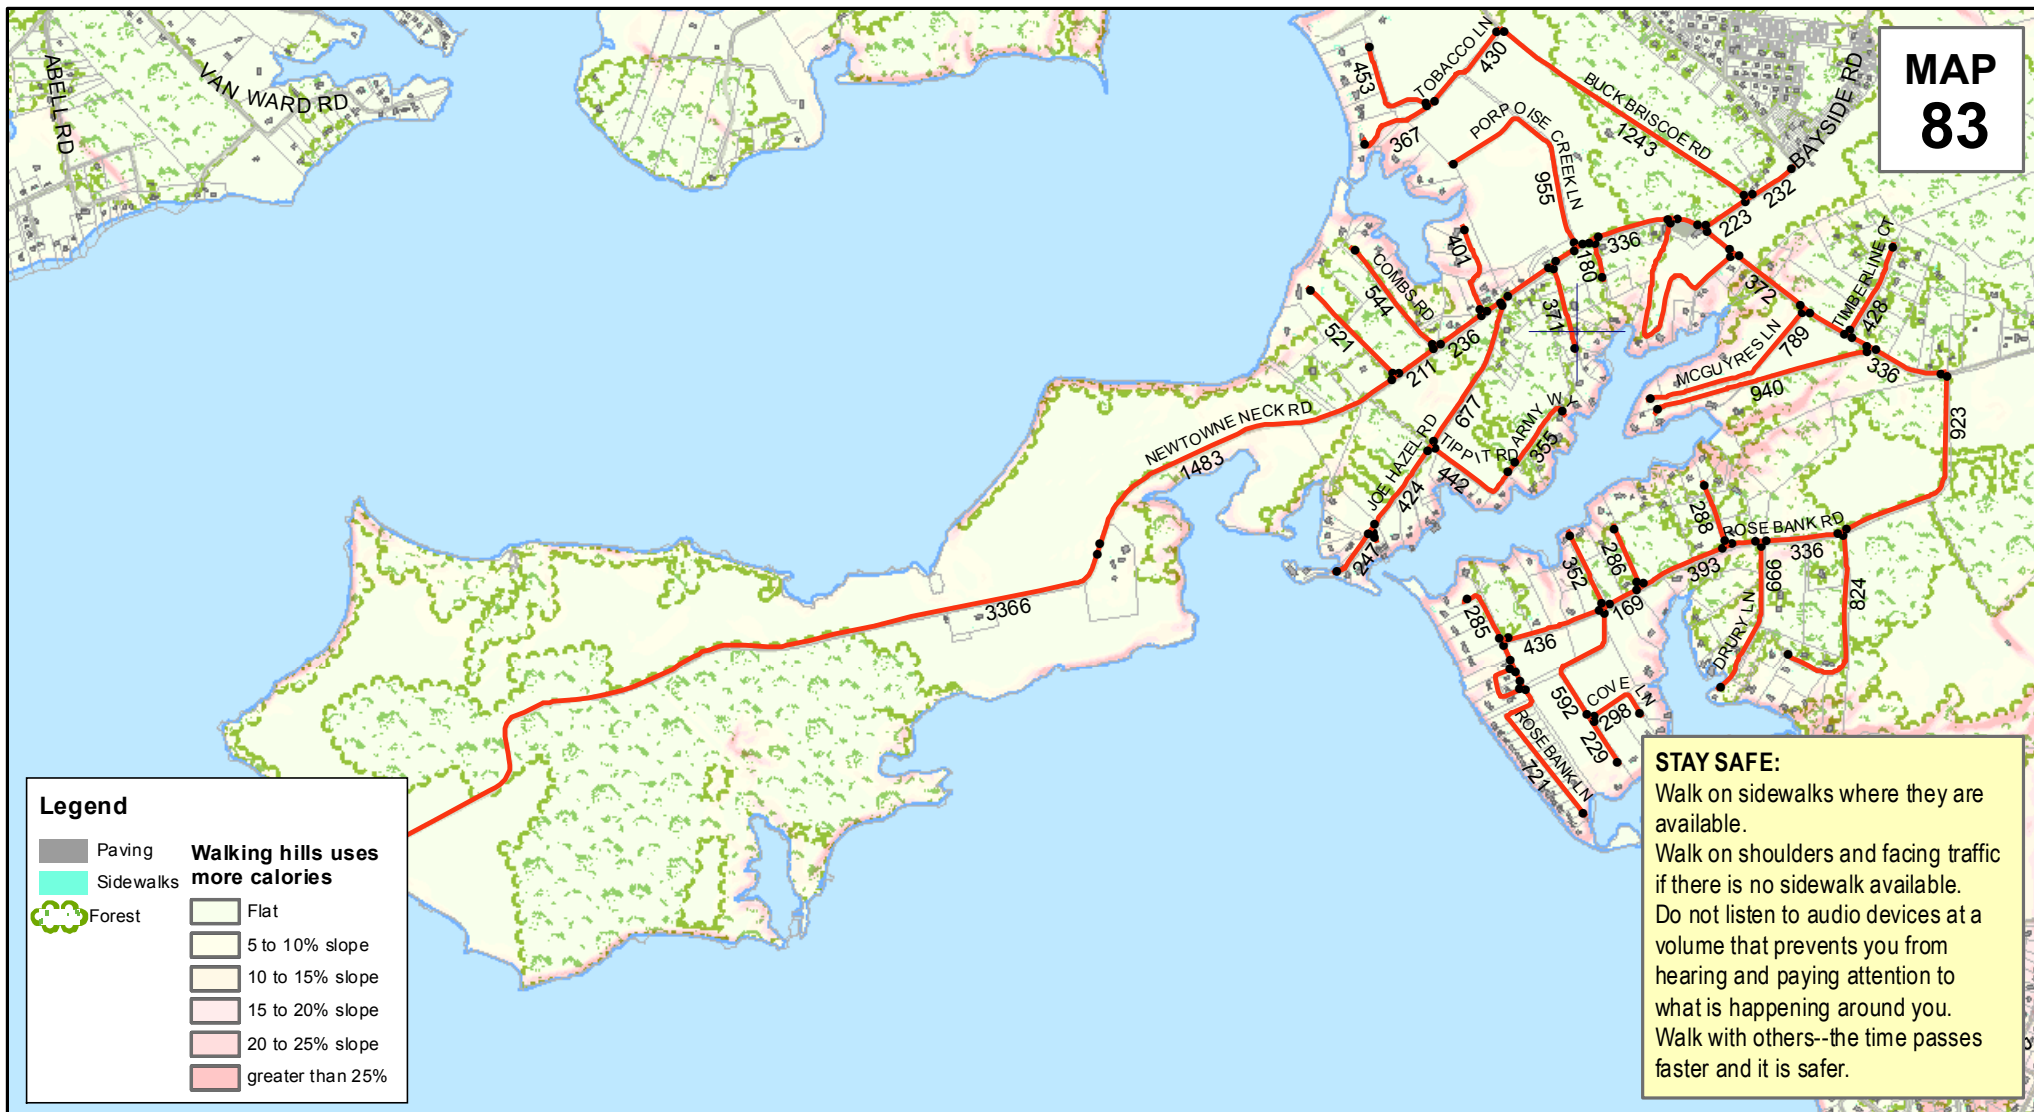 MAP
83
ABELL RD
VAN WARD RD
TOBACCO LN
430
453
367
PORPOISE CREEK LN
955
BUCK BRISCOE RD
1243
BAYSIDE RD
232
223
336
180
401
COMBS RD
544
521
236
211
371
372
TIMBERLINE CT
428
MCGUYRES LN
789
940
336
923
NEWTOWNE NECK RD
1483
677
JOE HAZEL RD
TIPPIT RD
ARMY WY
355
442
424
247
3366
288
ROSE BANK RD
336
393
286
352
169
666
824
DRURY LN
285
436
592
COVE LN
298
229
ROSEBANK LN
721
Legend
Paving
Sidewalks
Forest
Walking hills uses
more calories
Flat
5 to 10% slope
10 to 15% slope
15 to 20% slope
20 to 25% slope
greater than 25%
STAY SAFE:
Walk on sidewalks where they are
available.
Walk on shoulders and facing traffic
if there is no sidewalk available.
Do not listen to audio devices at a
volume that prevents you from
hearing and paying attention to
what is happening around you.
Walk with others--the time passes
faster and it is safer.